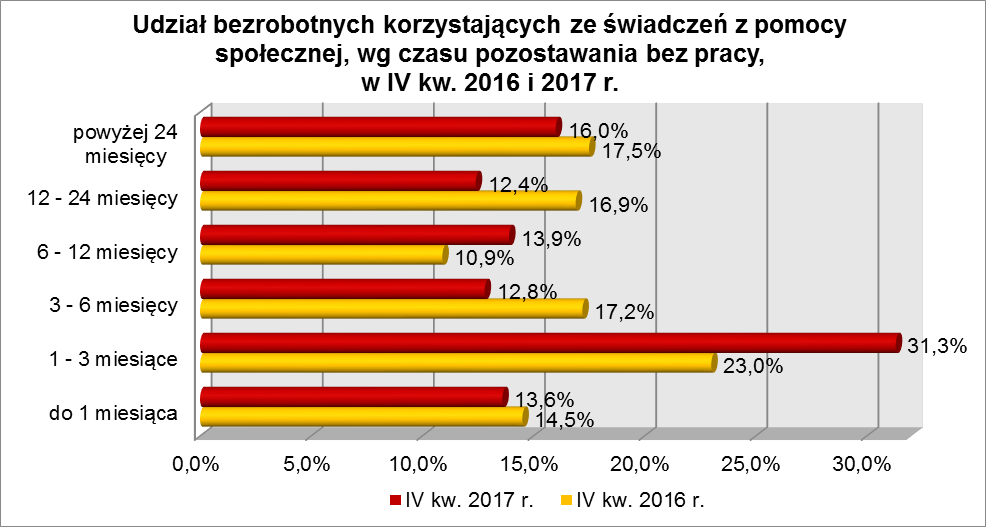 Udział bezrobotnych korzystających ze świadczeń z pomocy
społecznej, wg czasu pozostawania bez pracy,
w IV kw. 2016 i 2017 r.
powyżej 24
miesięcy
16,0%
17,5%
12 - 24 miesięcy
12,4%
16,9%
6 - 12 miesięcy
13,9%
10,9%
3 - 6 miesięcy
12,8%
17,2%
1 - 3 miesiące
31,3%
23,0%
do 1 miesiąca
13,6%
14,5%
0,0% 5,0% 10,0% 15,0% 20,0% 25,0% 30,0%
IV kw. 2017 r. IV kw. 2016 r.